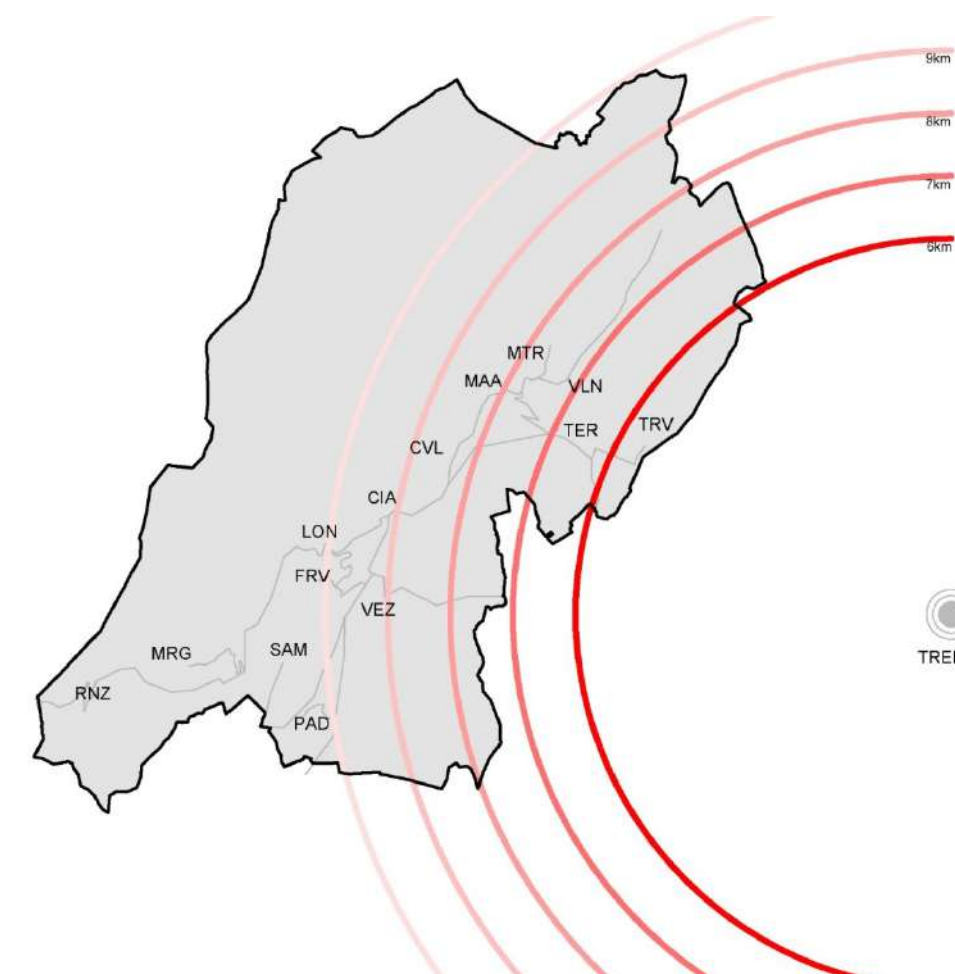 9km
8km
7km
6km
MTR
MAA
VLN
TER
TRV
CVL
CIA
LON
FRV
VEZ
SAM
MRG
RNZ
PAD